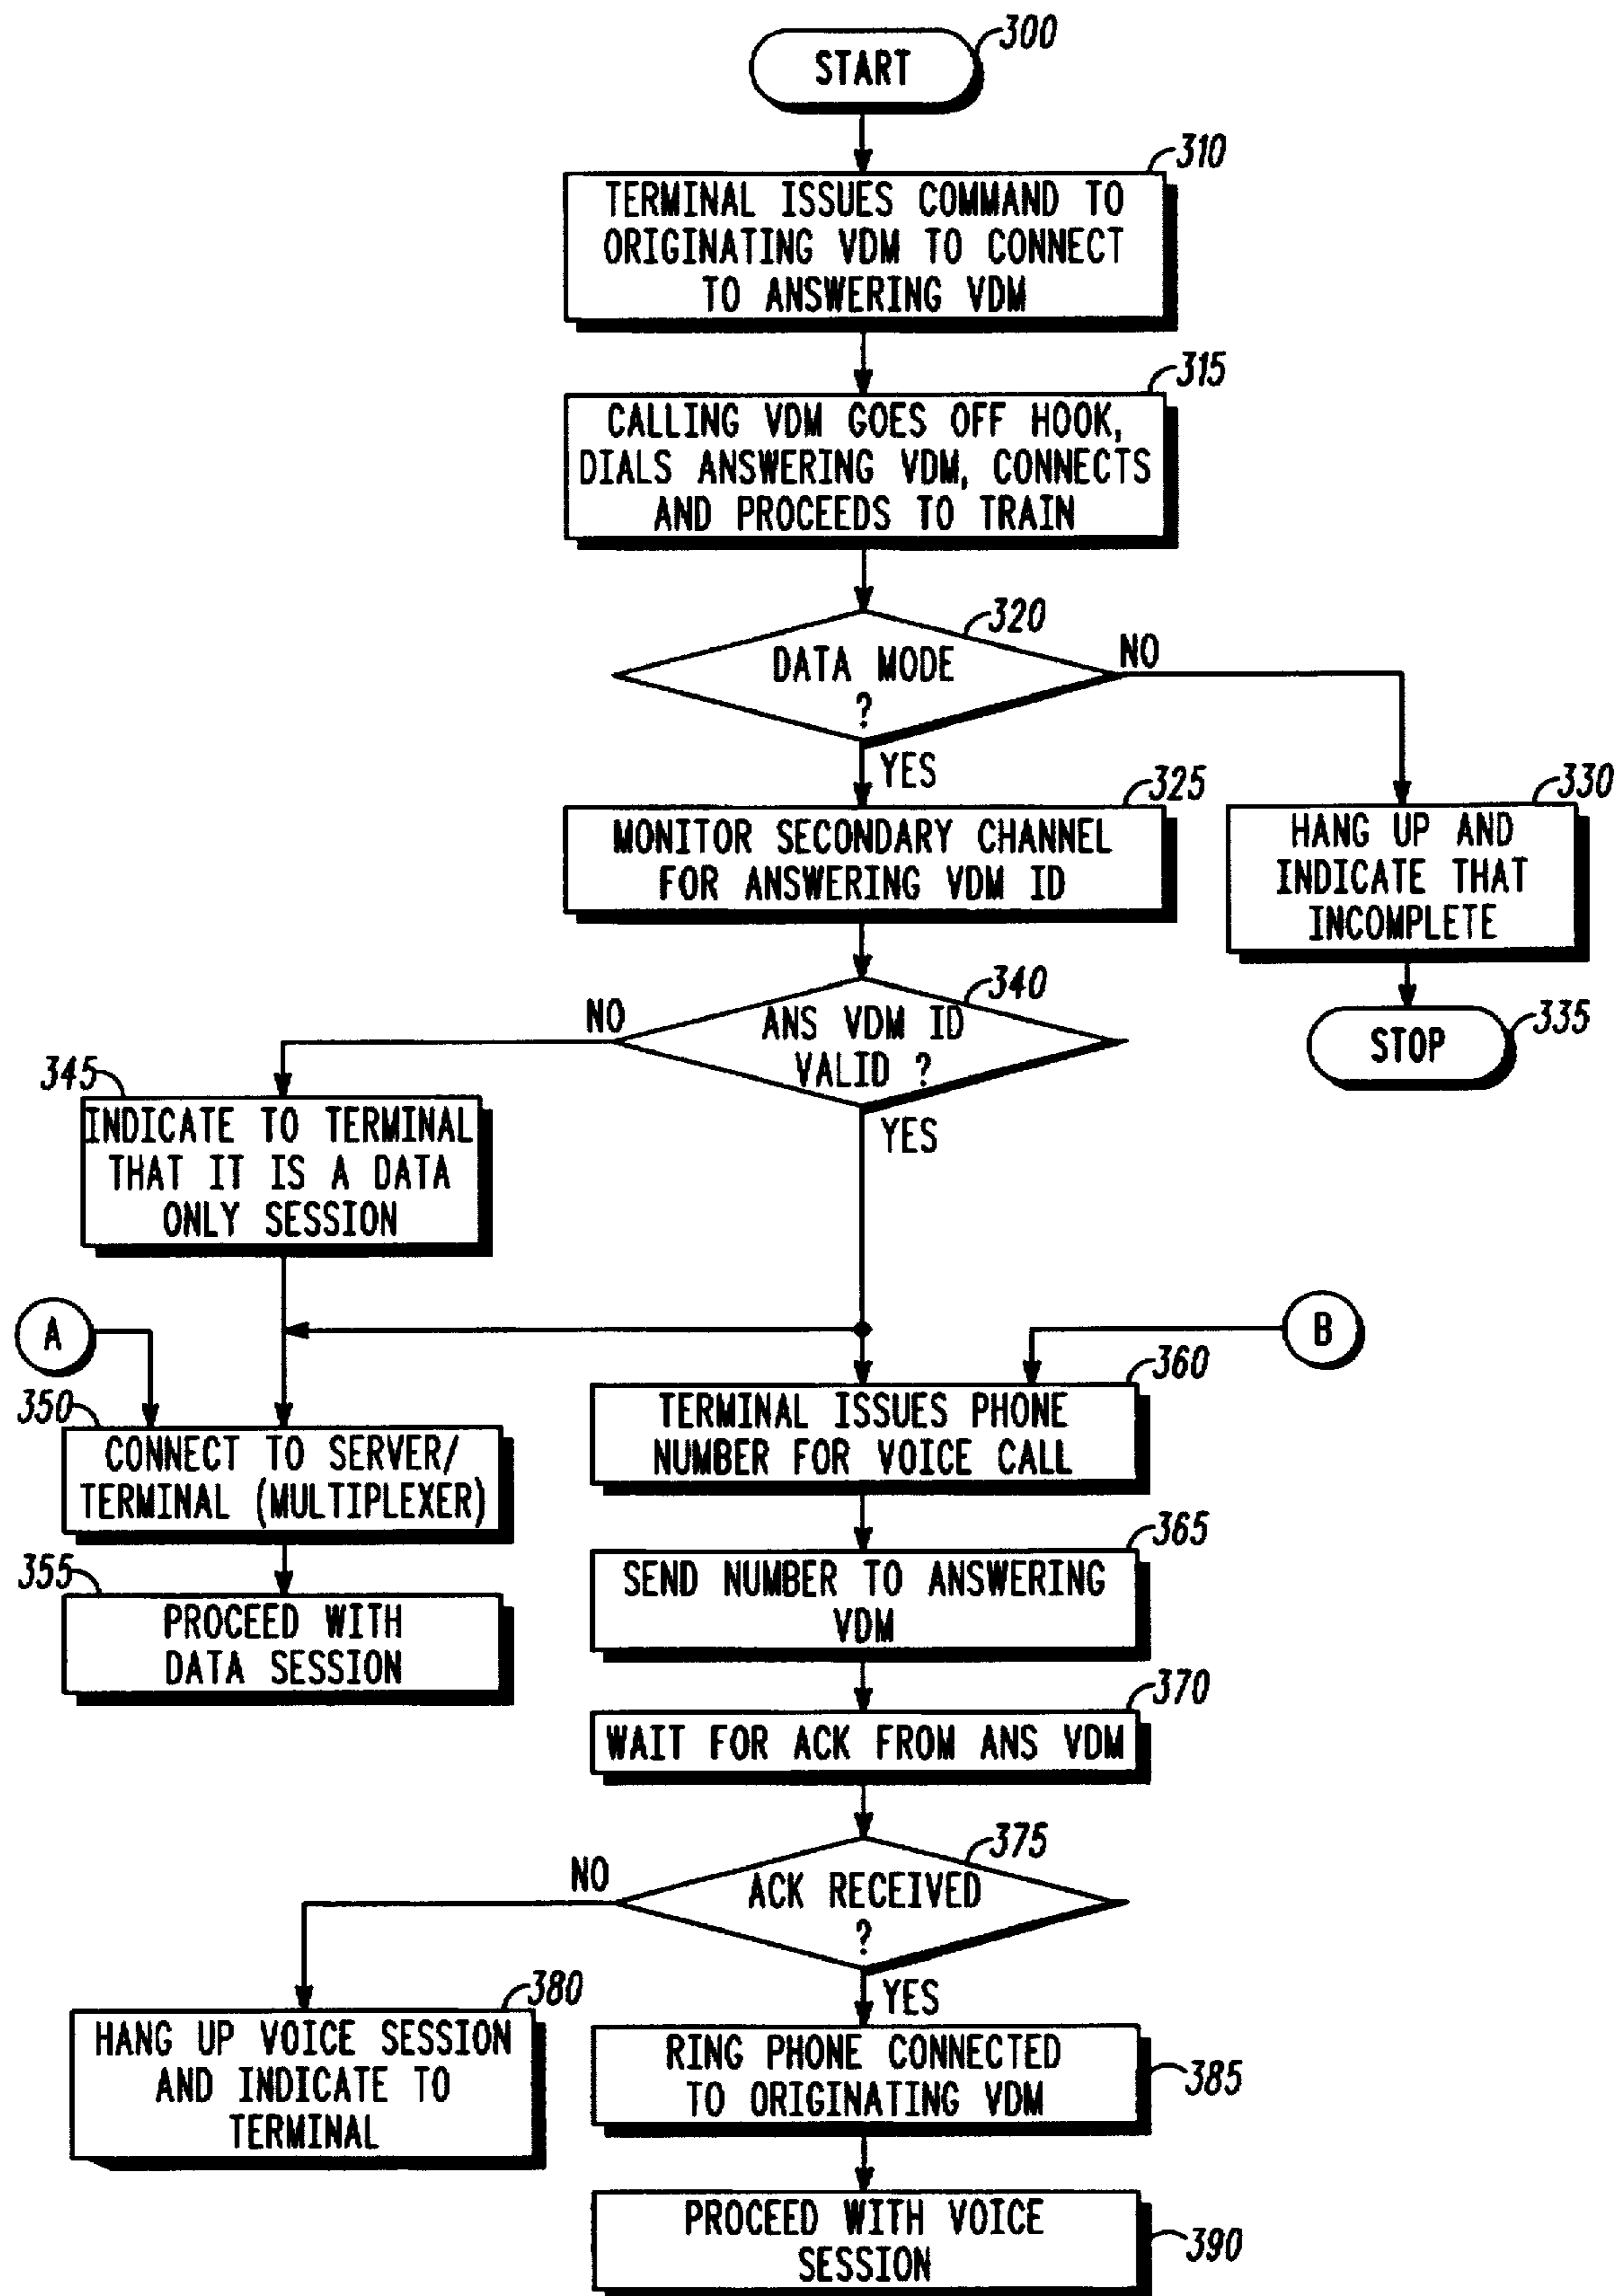 START
300
310
TERMINAL ISSUES COMMAND TO
ORIGINATING VDM TO CONNECT
TO ANSWERING VDM
315
CALLING VDM GOES OFF HOOK,
DIALS ANSWERING VDM, CONNECTS
AND PROCEEDS TO TRAIN
320
DATA MODE
?
NO
YES
325
MONITOR SECONDARY CHANNEL
FOR ANSWERING VDM ID
330
HANG UP AND
INDICATE THAT
INCOMPLETE
STOP
335
340
ANS VDM ID
VALID ?
NO
YES
345
INDICATE TO TERMINAL
THAT IT IS A DATA
ONLY SESSION
A
B
350
CONNECT TO SERVER/
TERMINAL (MULTIPLEXER)
355
PROCEED WITH
DATA SESSION
360
TERMINAL ISSUES PHONE
NUMBER FOR VOICE CALL
365
SEND NUMBER TO ANSWERING
VDM
370
WAIT FOR ACK FROM ANS VDM
375
ACK RECEIVED
?
NO
YES
380
HANG UP VOICE SESSION
AND INDICATE TO
TERMINAL
RING PHONE CONNECTED
TO ORIGINATING VDM
385
PROCEED WITH VOICE
SESSION
390